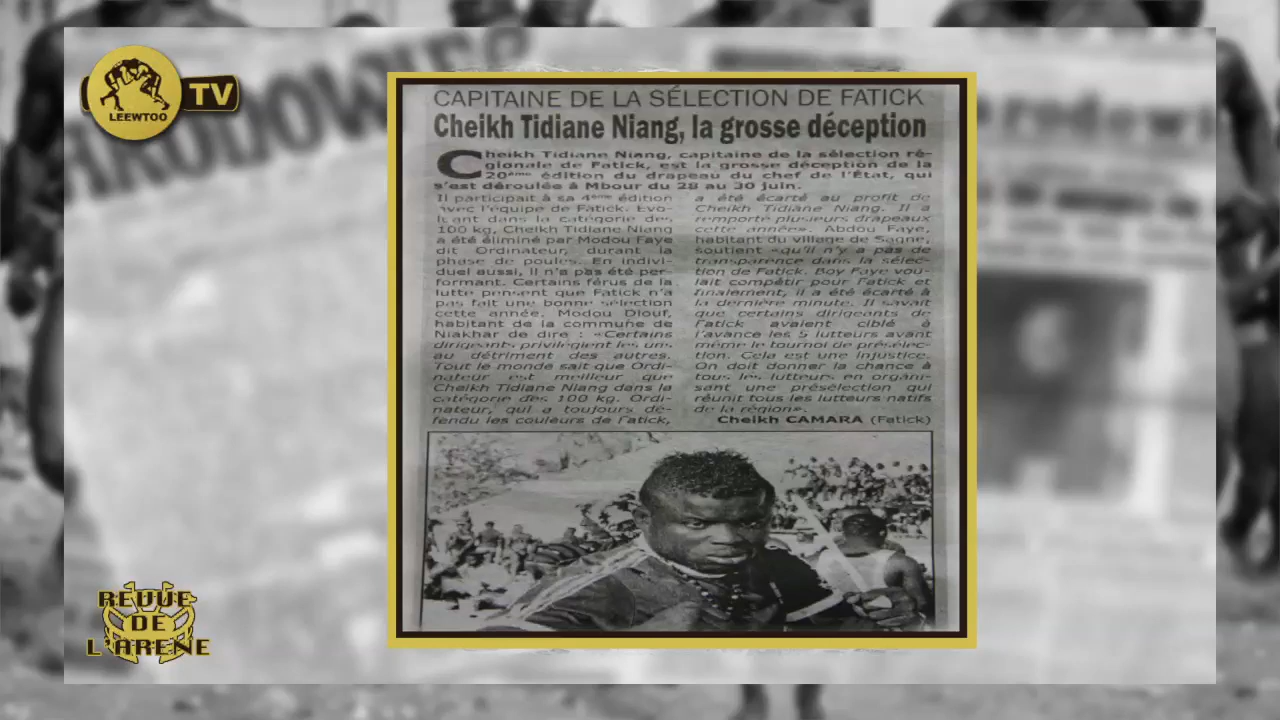 LEEWTOO
TV
CAPITAINE DE LA SÉLECTION DE FATICK
Cheikh Tidiane Niang, la grosse déception
Cheikh Tidiane Niang, capitaine de la sélection ré-
gionale de Fatick, est la grosse déception de la
20ème édition du drapeau du chef de l'État, qui
s'est déroulée à Mbour du 28 au 30 juin.
Il participait à sa 4ème édition
avec l'équipe de Fatick. Evo-
luant dans la catégorie des
100 kg, Cheikh Tidiane Niang
a été éliminé par Modou Faye
dit Ordinateur, durant la
phase de poules. En indivi-
duel aussi, il n'a pas été per-
formant. Certains férus de la
lutte pensent que Fatick n'a
pas fait une bonne sélection
cette année. Modou Diouf,
habitant de la commune de
Niakhar de dire : «Certains
dirigeants privilégient les uns
au détriment des autres.
Tout le monde sait que Ordi-
nateur est meilleur que
Cheikh Tidiane Niang dans la
catégorie des 100 kg. Ordi-
nateur, qui a toujours dé-
fendu les couleurs de Fatick,
a été écarté au profit de
Cheikh Tidiane Niang. Il a
remporté plusieurs drapeaux
cette année». Abdou Faye,
habitant du village de Sagne,
soutient «qu'il n'y a pas de
transparence dans la sélec-
tion de Fatick. Boy Faye vou-
lait compétir pour Fatick et
finalement, il a été écarté à
la dernière minute. Il savait
que certains dirigeants de
Fatick avaient ciblé à
l'avance les 5 lutteurs avant
même le tournoi de présélec-
tion. Cela est une injustice.
On doit donner la chance à
tous les lutteurs en organi-
sant une présélection qui
réunit tous les lutteurs natifs
de la région».
Cheikh CAMARA (Fatick)
REVUE
DE
L'ARENE